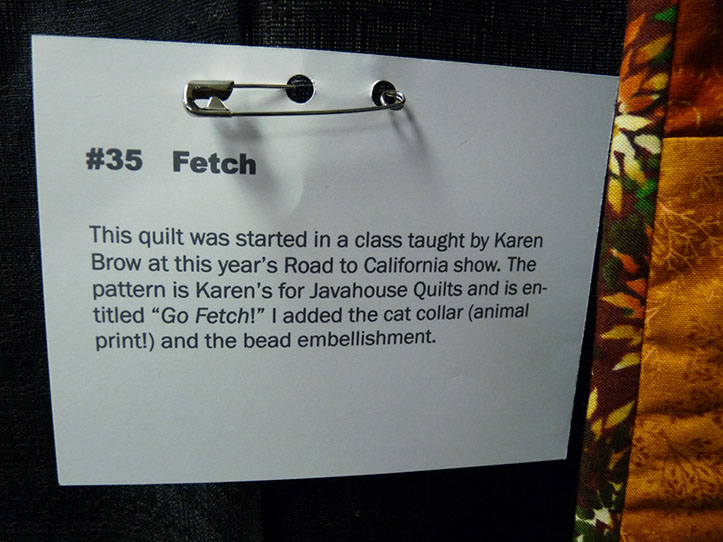 #35 Fetch
This quilt was started in a class taught by Karen
Brow at this year's Road to California show. The
pattern is Karen's for Javahouse Quilts and is en-
titled "Go Fetch!" I added the cat collar (animal
print!) and the bead embellishment.